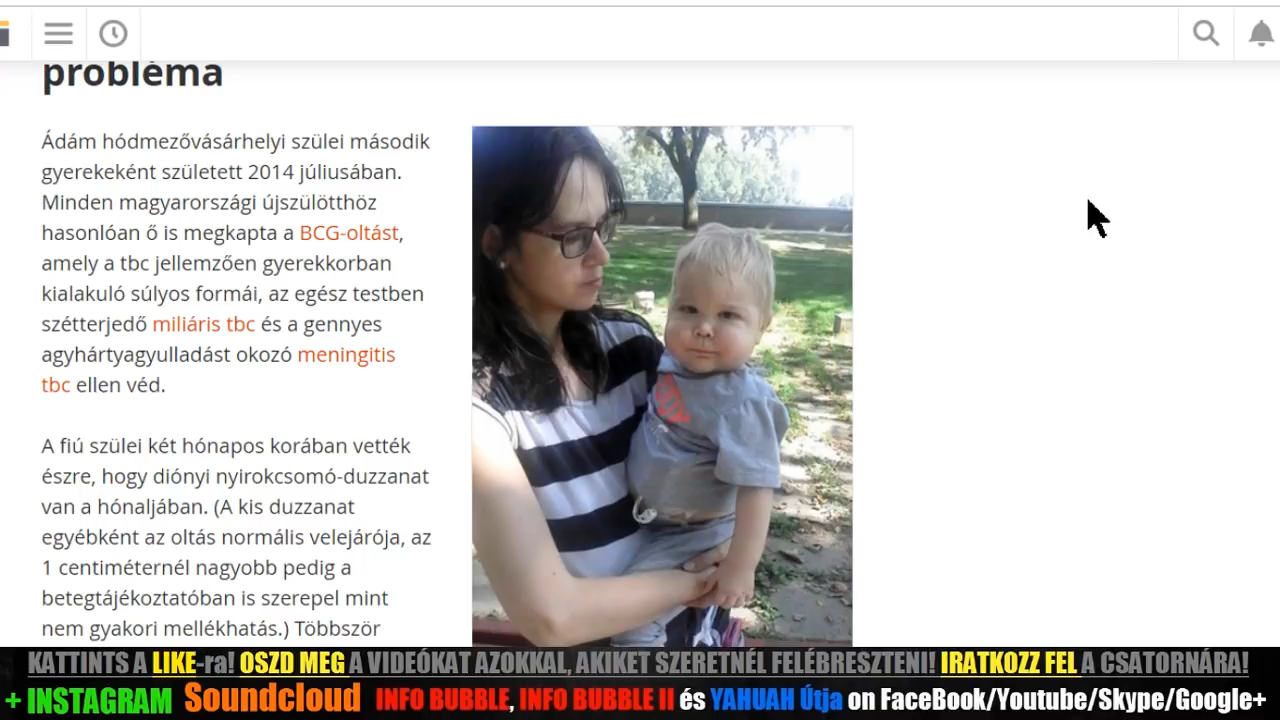 probléma
Ádám hódmezővásárhelyi szülei második
gyerekeként született 2014 júliusában.
Minden magyarországi újszülötthöz
hasonlóan ő is megkapta a BCG-oltást,
amely a tbc jellemzően gyerekkorban
kialakuló súlyos formái, az egész testben
szétterjedő miliáris tbc és a gennyes
agyhártyagyulladást okozó meningitis
tbc ellen véd.
A fiú szülei két hónapos korában vették
észre, hogy diónyi nyirokcsomó-duzzanat
van a hónaljában. (A kis duzzanat
egyébként az oltás normális velejárója, az
1 centiméternél nagyobb pedig a
betegtájékoztatóban is szerepel mint
nem gyakori mellékhatás.) Többször
KATTINTS A LIKE-ra! OSZD MEG A VIDEÓKAT AZOKKAL, AKIKET SZERETNÉL FELÉBRESZTENI! IRATKOZZ FEL A CSATORNÁRA!
+ INSTAGRAM Soundcloud INFO BUBBLE, INFO BUBBLE II és YAHUAH Útja on FaceBook/Youtube/Skype/Google+